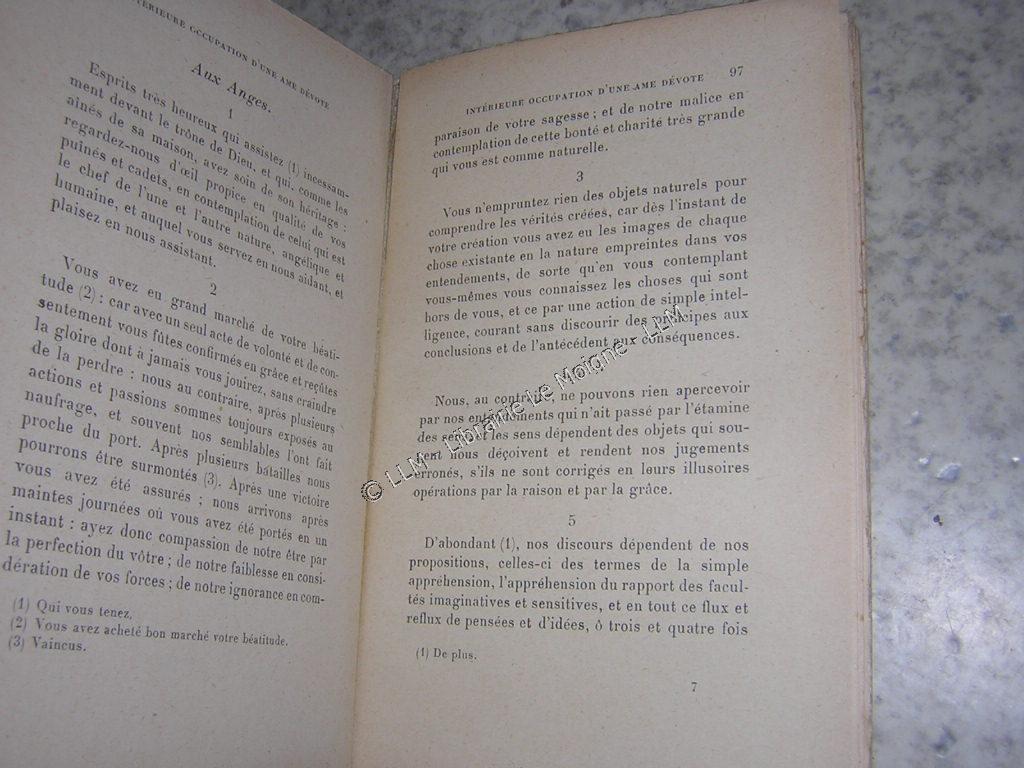 INTÉRIEURE OCCUPATION D'UNE AME DÉVOTE
Aux Anges.
1
Esprits très heureux qui assistez (1) incessam-
ment devant le trône de Dieu, et qui, comme les
aînés de sa maison, avez soin de son héritage :
regardez-nous d'œil propice en qualité de vos
puînés et cadets, en contemplation de celui qui est
le chef de l'une et l'autre nature, angélique et
humaine, et auquel vous servez en nous aidant, et
plaisez en nous assistant.
2
Vous avez eu grand marché de votre béati-
tude (2) : car avec un seul acte de volonté et de con-
sentement vous fûtes confirmés en grâce et reçûtes
la gloire dont à jamais vous jouirez, sans craindre
de la perdre : nous au contraire, après plusieurs
actions et passions sommes toujours exposés au
naufrage, et souvent nos semblables l'ont fait
proche du port. Après plusieurs batailles nous
pourrons être surmontés (3). Après une victoire
vous avez été assurés ; nous arrivons après
maintes journées où vous avez été portés en un
instant : ayez donc compassion de notre être par
la perfection du vôtre ; de notre faiblesse en consi-
dération de vos forces ; de notre ignorance en com-
(1) Qui vous tenez.
(2) Vous avez acheté bon marché votre béatitude.
(3) Vaincus.
INTÉRIEURE OCCUPATION D'UNE AME DÉVOTE 97
paraison de votre sagesse ; et de notre malice en
contemplation de cette bonté et charité très grande
qui vous est comme naturelle.
3
Vous n'empruntez rien des objets naturels pour
comprendre les vérités créées, car dès l'instant de
votre création vous avez eu les images de chaque
chose existante en la nature empreintes dans vos
entendements, de sorte qu'en vous contemplant
vous-mêmes vous connaissez les choses qui sont
hors de vous, et ce par une action de simple intel-
ligence, courant sans discourir des principes aux
conclusions et de l'antécédent aux conséquences.
Nous, au contraire, ne pouvons rien apercevoir
par nos entendements qui n'ait passé par l'étamine
des sens et les sens dépendent des objets qui sou-
vent nous déçoivent et rendent nos jugements
erronés, s'ils ne sont corrigés en leurs illusoires
opérations par la raison et par la grâce.
5
D'abondant (1), nos discours dépendent de nos
propositions, celles-ci des termes de la simple
appréhension, l'appréhension du rapport des facul-
tés imaginatives et sensitives, et en tout ce flux et
reflux de pensées et d'idées, ô trois et quatre fois
(1) De plus.
7
© LLM - Librairie Le Moigne - LLM